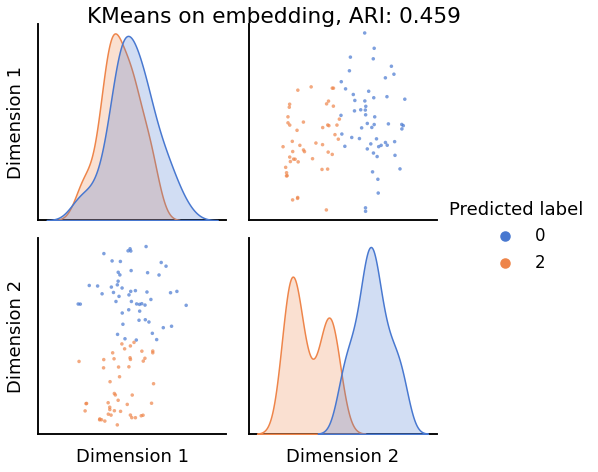 KMeans on embedding, ARI: 0.459
Dimension 1
Predicted label
0
2
Dimension 2
Dimension 1
Dimension 2